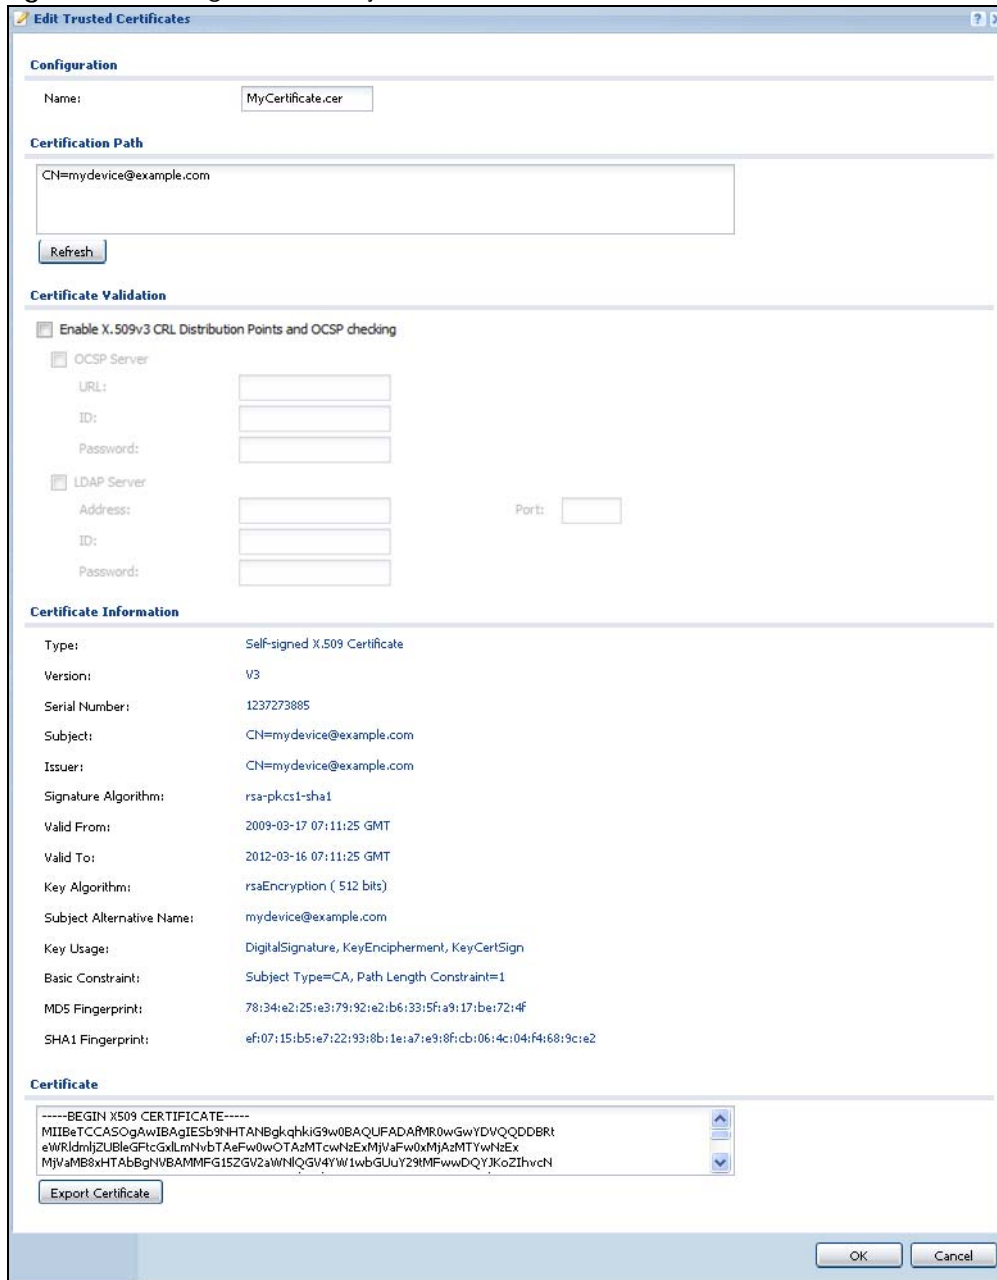 Edit Trusted Certificates
Configuration
Name: MyCertificate.cer
Certification Path
CN=mydevice@example.com
Refresh
Certificate Validation
Enable X.509v3 CRL Distribution Points and OCSP checking
OCSP Server
URL:
ID:
Password:
LDAP Server
Address: Port:
ID:
Password:
Certificate Information
Type: Self-signed X.509 Certificate
Version: V3
Serial Number: 1237273885
Subject: CN=mydevice@example.com
Issuer: CN=mydevice@example.com
Signature Algorithm: rsa-pkcs1-sha1
Valid From: 2009-03-17 07:11:25 GMT
Valid To: 2012-03-16 07:11:25 GMT
Key Algorithm: rsaEncryption ( 512 bits)
Subject Alternative Name: mydevice@example.com
Key Usage: DigitalSignature, KeyEncipherment, KeyCertSign
Basic Constraint: Subject Type=CA, Path Length Constraint=1
MD5 Fingerprint: 78:34:e2:25:e3:79:92:e2:b6:33:5f:a9:17:be:72:4f
SHA1 Fingerprint: ef:07:15:b5:e7:22:93:8b:1e:a7:e9:8f:cb:06:4c:04:f4:68:9c:e2
Certificate
-----BEGIN X509 CERTIFICATE-----
MIIBeTCCASOgAwIBAgIESb9NHTANBgkqhkiG9w0BAQUFADAfMR0wGwYDVQQDDBRt
eWRldmljZUBleGFtcGxlLmNvbTAeFw0wOTAzMTcwNzExMjVaFw0xMjAzMTYwNzEx
MjVaMB8xHTAbBgNVBAMMFG15ZGV2aWNlQGV4YW1wbGUuY29tMFwwDQYJKoZIhvcN
Export Certificate
OK Cancel